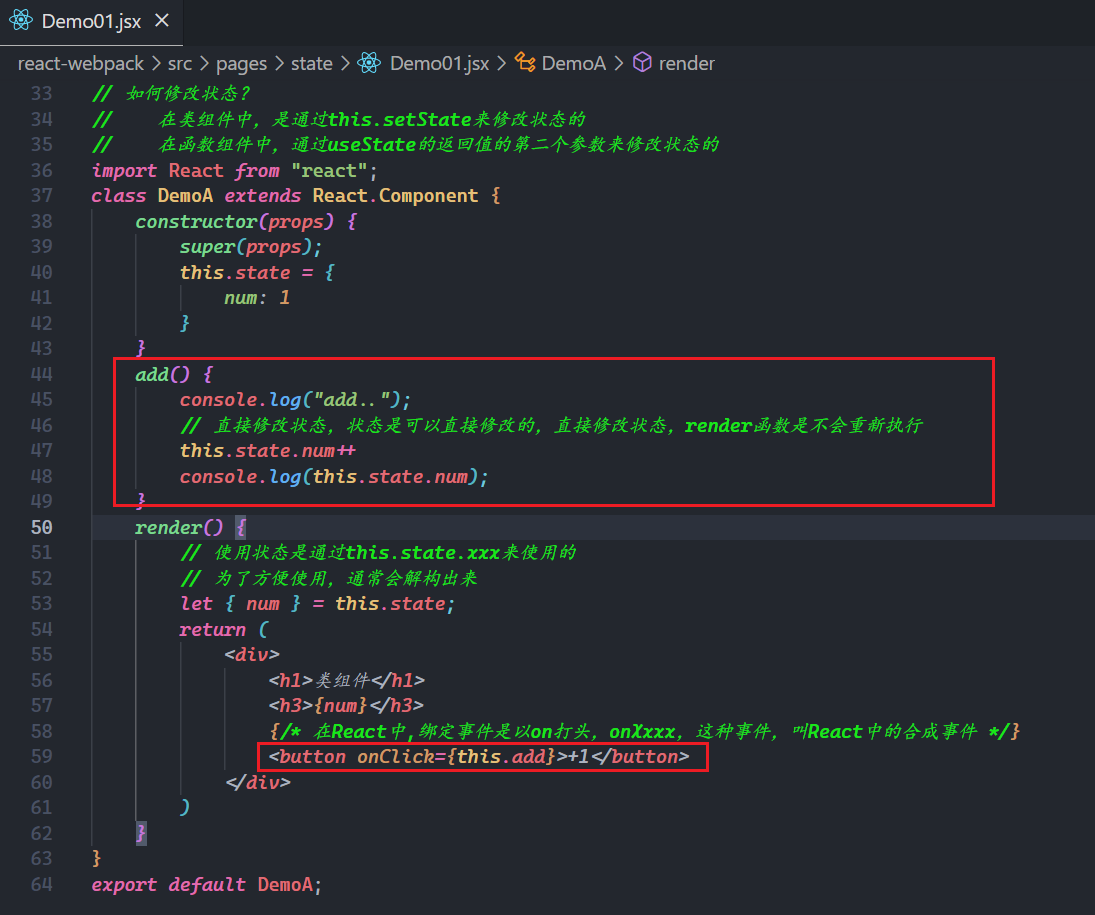 Demo01.jsx ×
react-webpack > src > pages > state > Demo01.jsx > DemoA > render
33 // 如何修改状态？
34 //    在类组件中，是通过this.setState来修改状态的
35 //    在函数组件中，通过useState的返回值的第二个参数来修改状态的
36 import React from "react";
37 class DemoA extends React.Component {
38     constructor(props) {
39         super(props);
40         this.state = {
41             num: 1
42         }
43     }
44     add() {
45         console.log("add..");
46         // 直接修改状态，状态是可以直接修改的，直接修改状态，render函数是不会重新执行
47         this.state.num++
48         console.log(this.state.num);
49     }
50     render() {
51         // 使用状态是通过this.state.xxx来使用的
52         // 为了方便使用，通常会解构出来
53         let { num } = this.state;
54         return (
55             <div>
56                 <h1>类组件</h1>
57                 <h3>{num}</h3>
58                 {/* 在React中,绑定事件是以on打头，onXxxx，这种事件，叫React中的合成事件 */}
59                 <button onClick={this.add}>+1</button>
60             </div>
61         )
62     }
63 }
64 export default DemoA;